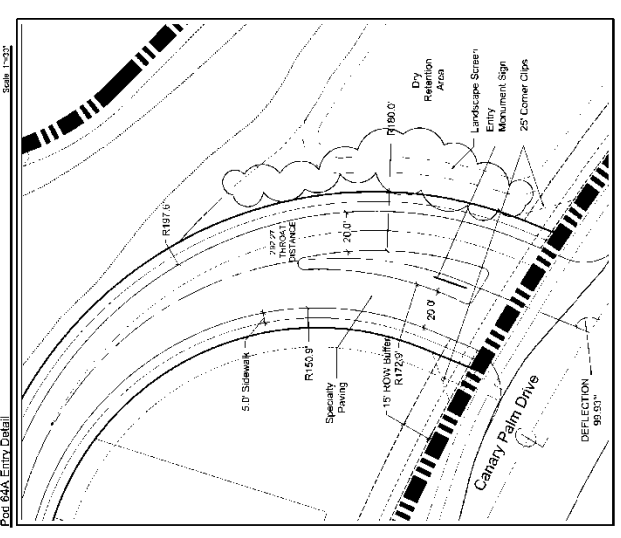 Pod 64A Entry Detail
Scale 1"=30'
R197.6'
292.27'
THROAT
DISTANCE
20.0'
R180.0'
Dry
Retention
Area
Landscape Screen
Entry
Monument Sign
25' Corner Clips
5.0' Sidewalk
R150.9'
Specialty
Paving
15' ROW Buffer
R172.9'
20.0'
Canary Palm Drive
DEFLECTION
99.93"